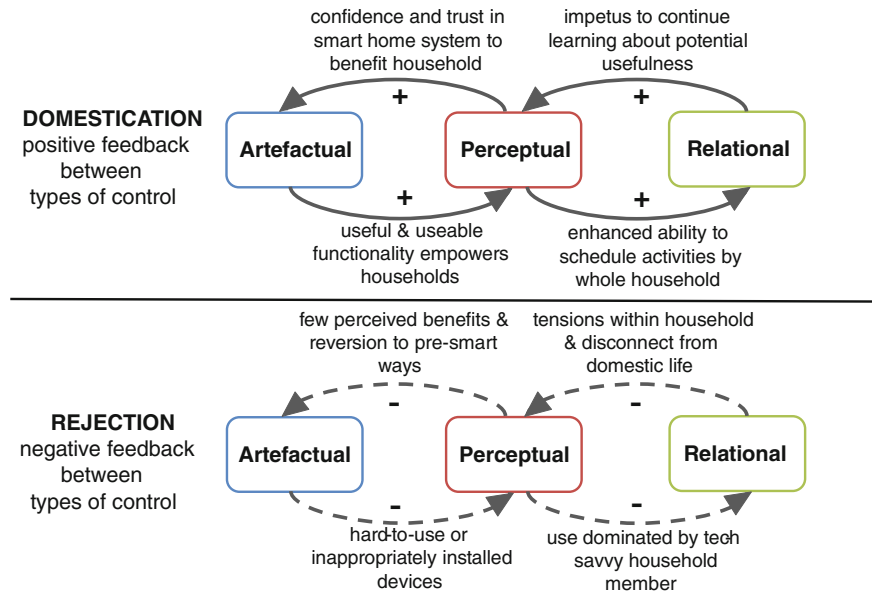 confidence and trust in
smart home system to
benefit household
impetus to continue
learning about potential
usefulness
+
+
DOMESTICATION
positive feedback
between
types of control
Artefactual
Perceptual
Relational
+
+
useful & useable
functionality empowers
households
enhanced ability to
schedule activities by
whole household
few perceived benefits &
reversion to pre-smart
ways
tensions within household
& disconnect from
domestic life
-
-
REJECTION
negative feedback
between
types of control
Artefactual
Perceptual
Relational
-
-
hard-to-use or
inappropriately installed
devices
use dominated by tech
savvy household
member